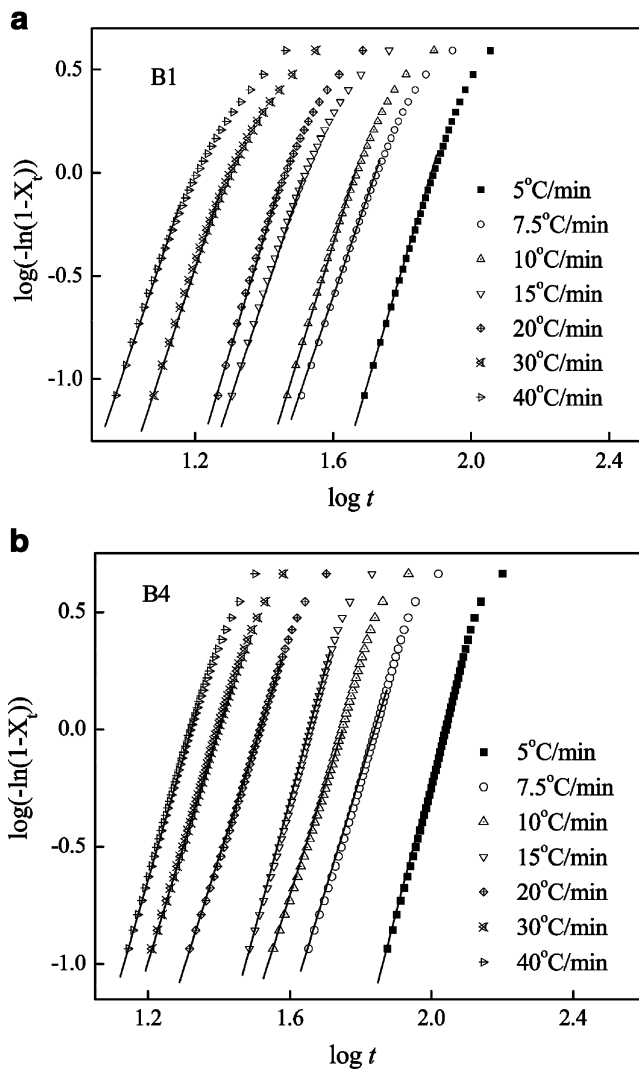 a
B1
0.5
0.0
-0.5
-1.0
log(-ln(1-Xt))
5°C/min
7.5°C/min
10°C/min
15°C/min
20°C/min
30°C/min
40°C/min
1.2 1.6 2.0 2.4
log t
b
B4
0.5
0.0
-0.5
-1.0
log(-ln(1-Xt))
5°C/min
7.5°C/min
10°C/min
15°C/min
20°C/min
30°C/min
40°C/min
1.2 1.6 2.0 2.4
log t